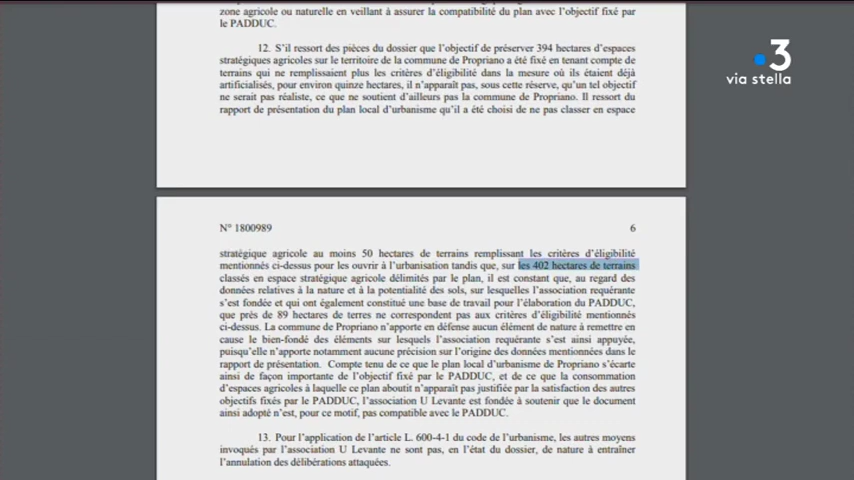 zone agricole ou naturelle en veillant à assurer la compatibilité du plan avec l'objectif fixé par
le PADDUC.
12. S'il ressort des pièces du dossier que l'objectif de préserver 394 hectares d'espaces
stratégiques agricoles sur le territoire de la commune de Propriano a été fixé en tenant compte de
terrains qui ne remplissaient plus les critères d'éligibilité dans la mesure où ils étaient déjà
artificialisés, pour environ quinze hectares, il n'apparaît pas, sous cette réserve, qu'un tel objectif
ne serait pas réaliste, ce que ne soutient d'ailleurs pas la commune de Propriano. Il ressort du
rapport de présentation du plan local d'urbanisme qu'il a été choisi de ne pas classer en espace
3
via stella
N° 1800989
6
stratégique agricole au moins 50 hectares de terrains remplissant les critères d'éligibilité
mentionnés ci-dessus pour les ouvrir à l'urbanisation tandis que, sur les 402 hectares de terrains
classés en espace stratégique agricole délimités par le plan, il est constant que, au regard des
données relatives à la nature et à la potentialité des sols, sur lesquelles l'association requérante
s'est fondée et qui ont également constitué une base de travail pour l'élaboration du PADDUC,
que près de 89 hectares de terres ne correspondent pas aux critères d'éligibilité mentionnés
ci-dessus. La commune de Propriano n'apporte en défense aucun élément de nature à remettre en
cause le bien-fondé des éléments sur lesquels l'association requérante s'est ainsi appuyée,
puisqu'elle n'apporte notamment aucune précision sur l'origine des données mentionnées dans le
rapport de présentation. Compte tenu de ce que le plan local d'urbanisme de Propriano s'écarte
ainsi de façon importante de l'objectif fixé par le PADDUC, et de ce que la consommation
d'espaces agricoles à laquelle ce plan aboutit n'apparaît pas justifiée par la satisfaction des autres
objectifs fixés par le PADDUC, l'association U Levante est fondée à soutenir que le document
ainsi adopté n'est, pour ce motif, pas compatible avec le PADDUC.
13. Pour l'application de l'article L. 600-4-1 du code de l'urbanisme, les autres moyens
invoqués par l'association U Levante ne sont pas, en l'état du dossier, de nature à entraîner
l'annulation des délibérations attaquées.